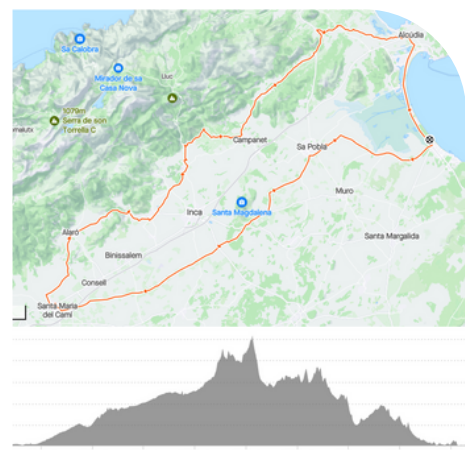 Alcúdia
Sa Calobra
Lluc
Mirador de sa
Casa Nova
1079m
Serra de son
Torrella C
Campanet
Sa Pobla
Muro
Inca
Santa Magdalena
Santa Margalida
Alaró
Binissalem
Consell
Santa Maria
del Camí